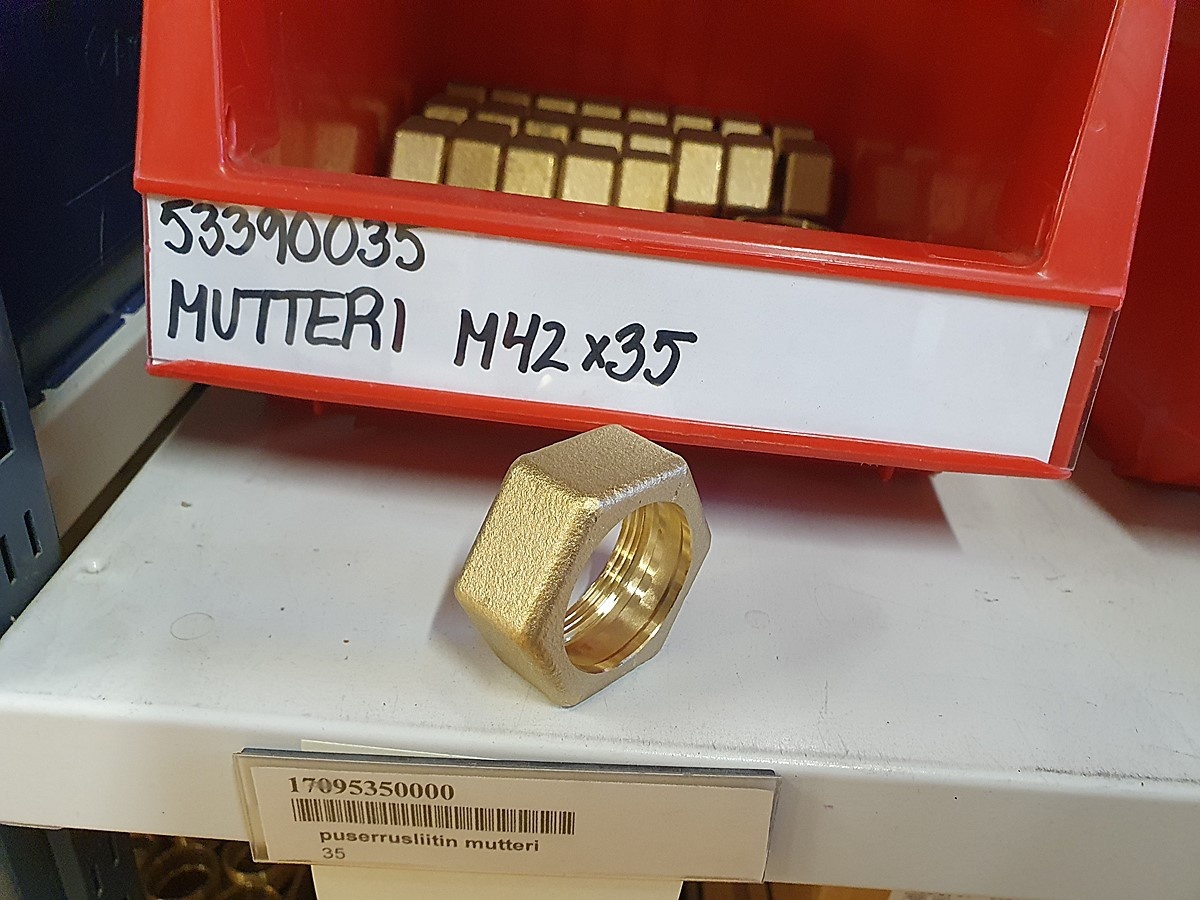 53390035
MUTTERI M42x35
17095350000
puserrusliitin mutteri
35